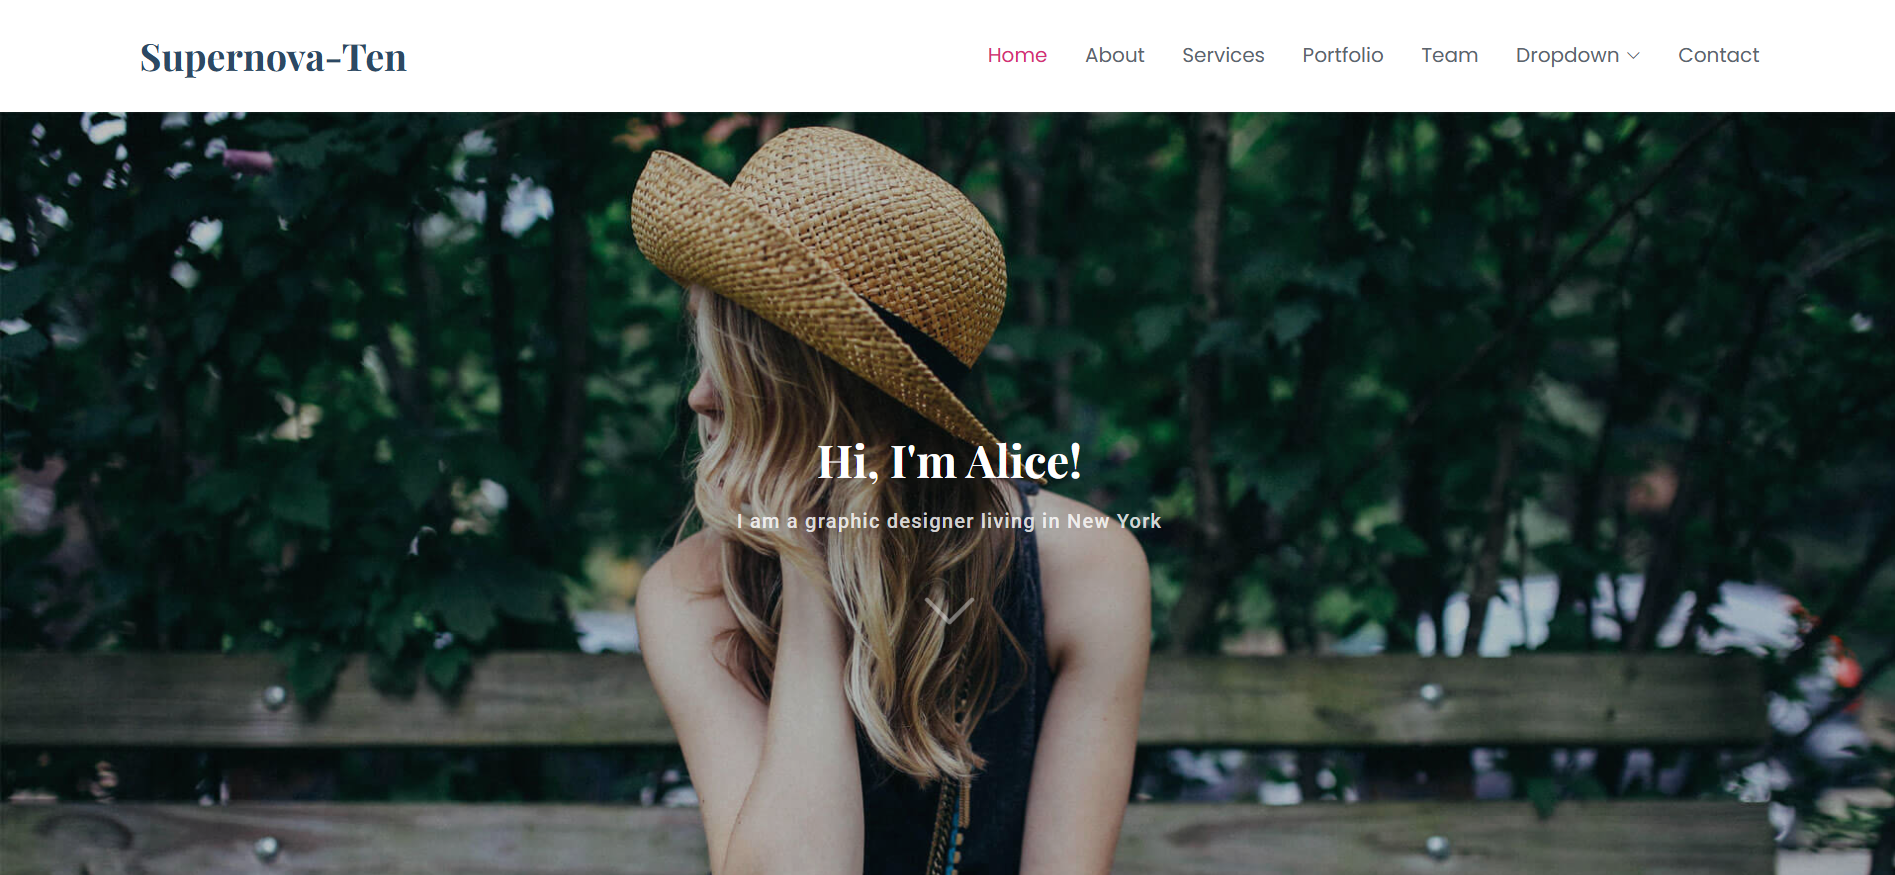 Supernova-Ten
Home About Services Portfolio Team Dropdown Contact
Hi, I'm Alice!
I am a graphic designer living in New York